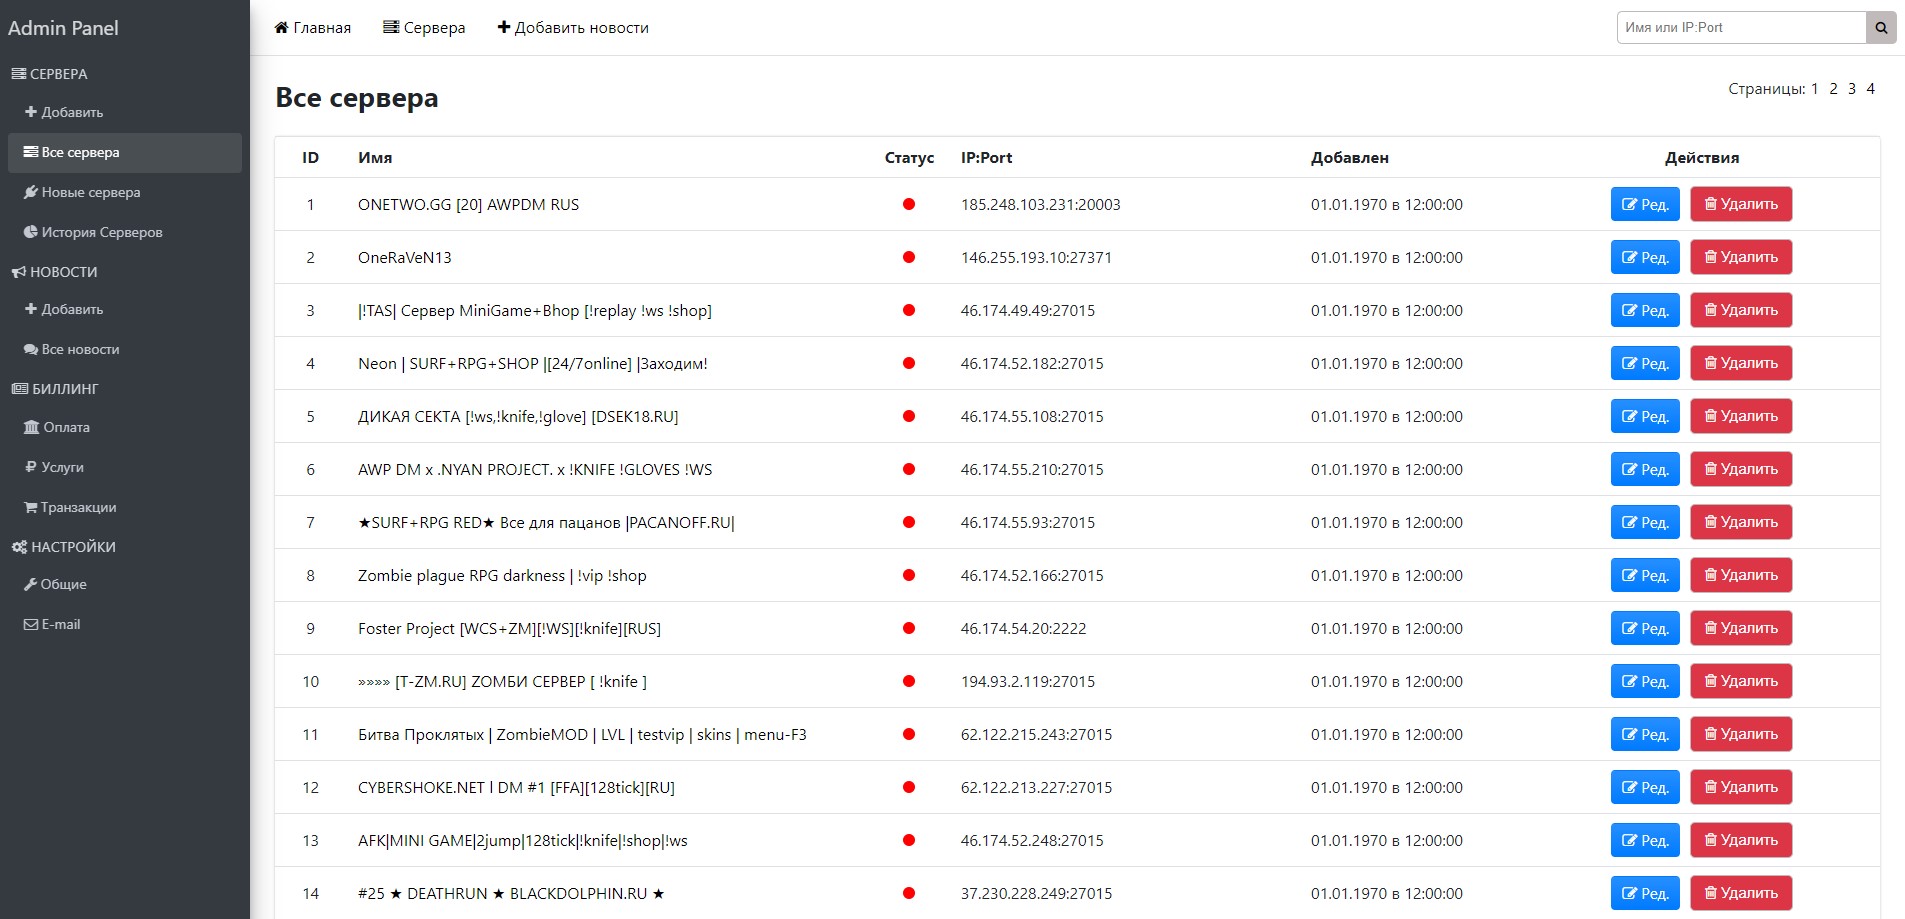 Admin Panel
СЕРВЕРА
Добавить
Все сервера
Новые сервера
История Серверов
НОВОСТИ
Добавить
Все новости
БИЛЛИНГ
Оплата
Услуги
Транзакции
НАСТРОЙКИ
Общие
E-mail
Главная Сервера Добавить новости
Имя или IP:Port
Все сервера
Страницы: 1 2 3 4
ID Имя Статус IP:Port Добавлен Действия
1 ONETWO.GG [20] AWPDM RUS 185.248.103.231:20003 01.01.1970 в 12:00:00 Ред. Удалить
2 OneRaVeN13 146.255.193.10:27371 01.01.1970 в 12:00:00 Ред. Удалить
3 |!TAS| Сервер MiniGame+Bhop [!replay !ws !shop] 46.174.49.49:27015 01.01.1970 в 12:00:00 Ред. Удалить
4 Neon | SURF+RPG+SHOP |[24/7online] |Заходим! 46.174.52.182:27015 01.01.1970 в 12:00:00 Ред. Удалить
5 ДИКАЯ СЕКТА [!ws,!knife,!glove] [DSEK18.RU] 46.174.55.108:27015 01.01.1970 в 12:00:00 Ред. Удалить
6 AWP DM x .NYAN PROJECT. x !KNIFE !GLOVES !WS 46.174.55.210:27015 01.01.1970 в 12:00:00 Ред. Удалить
7 ★SURF+RPG RED★ Все для пацанов |PACANOFF.RU| 46.174.55.93:27015 01.01.1970 в 12:00:00 Ред. Удалить
8 Zombie plague RPG darkness | !vip !shop 46.174.52.166:27015 01.01.1970 в 12:00:00 Ред. Удалить
9 Foster Project [WCS+ZM][!WS][!knife][RUS] 46.174.54.20:2222 01.01.1970 в 12:00:00 Ред. Удалить
10 »»»» [T-ZM.RU] ZОМБИ СЕРВЕР [ !knife ] 194.93.2.119:27015 01.01.1970 в 12:00:00 Ред. Удалить
11 Битва Проклятых | ZombieMOD | LVL | testvip | skins | menu-F3 62.122.215.243:27015 01.01.1970 в 12:00:00 Ред. Удалить
12 CYBERSHOKE.NET l DM #1 [FFA][128tick][RU] 62.122.213.227:27015 01.01.1970 в 12:00:00 Ред. Удалить
13 AFK|MINI GAME|2jump|128tick|!knife|!shop|!ws 46.174.52.248:27015 01.01.1970 в 12:00:00 Ред. Удалить
14 #25 ★ DEATHRUN ★ BLACKDOLPHIN.RU ★ 37.230.228.249:27015 01.01.1970 в 12:00:00 Ред. Удалить